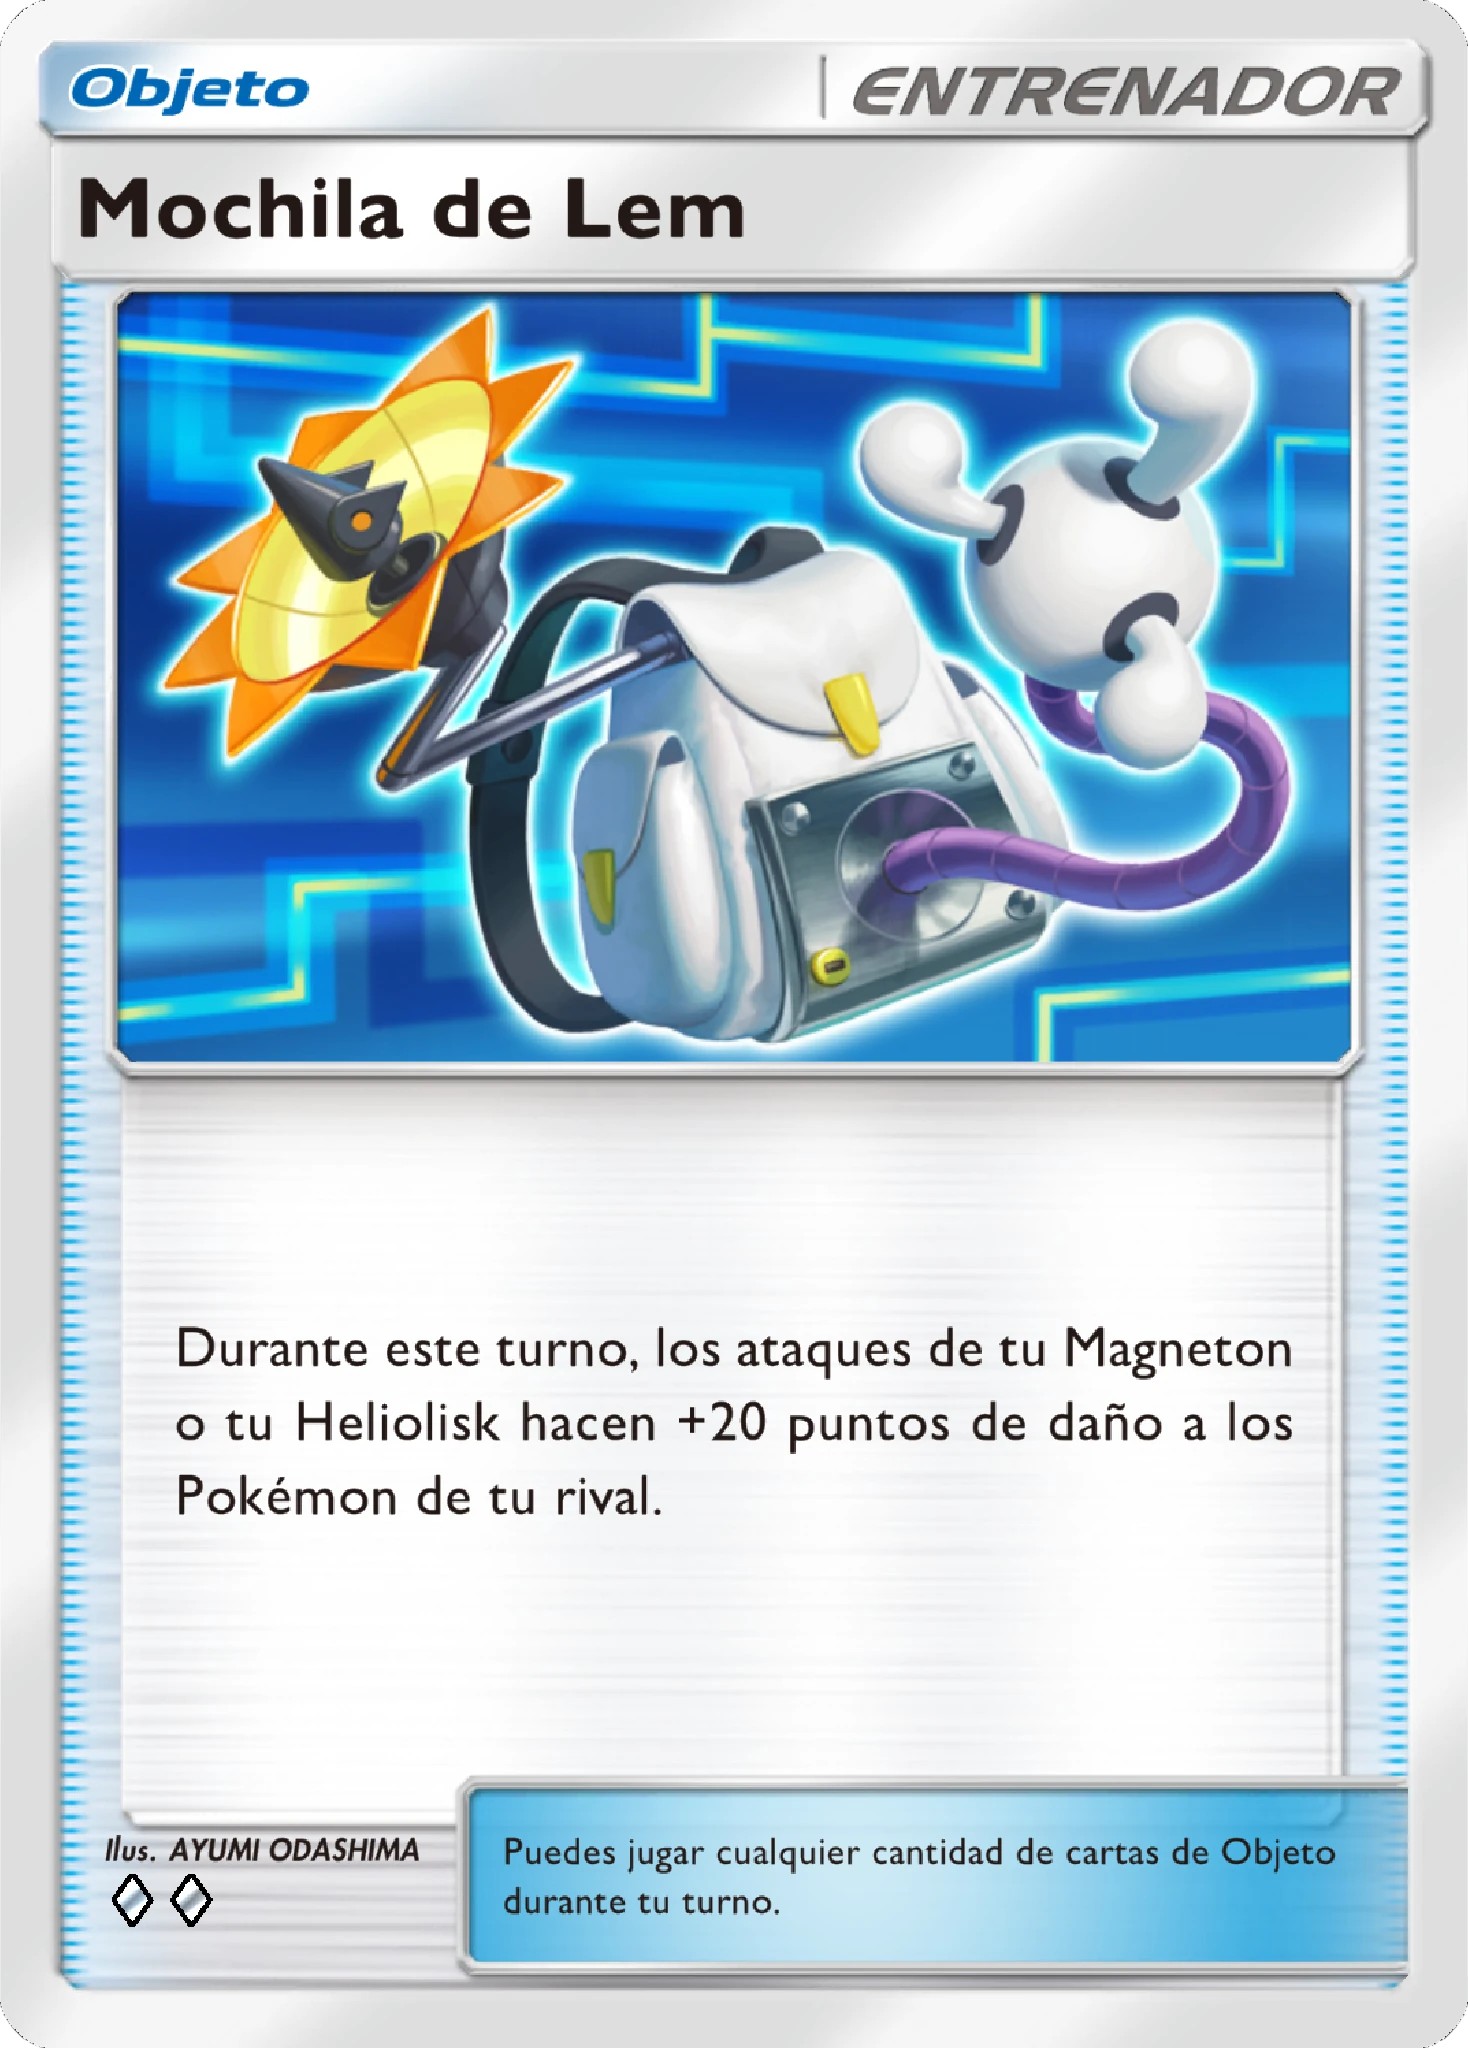 Objeto
ENTRENADOR
Mochila de Lem
Durante este turno, los ataques de tu Magneton
o tu Heliolisk hacen +20 puntos de daño a los
Pokémon de tu rival.
Ilus. AYUMI ODASHIMA
Puedes jugar cualquier cantidad de cartas de Objeto
durante tu turno.